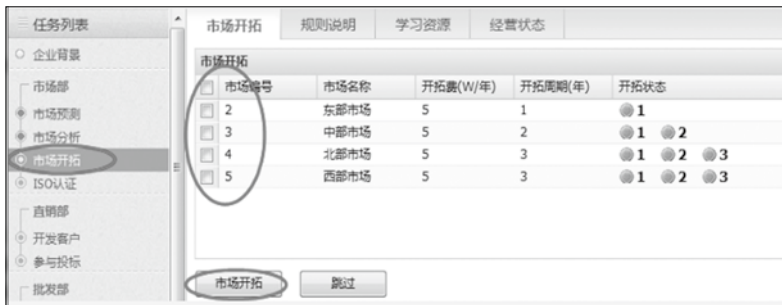 任务列表
企业背景
市场部
市场预测
市场分析
市场开拓
ISO认证
直销部
开发客户
参与投标
批发部
市场开拓 规则说明 学习资源 经营状态
市场开拓
市场编号 市场名称 开拓费(W/年) 开拓周期(年) 开拓状态
2 东部市场 5 1 1
3 中部市场 5 2 1 2
4 北部市场 5 3 1 2 3
5 西部市场 5 3 1 2 3
市场开拓 跳过